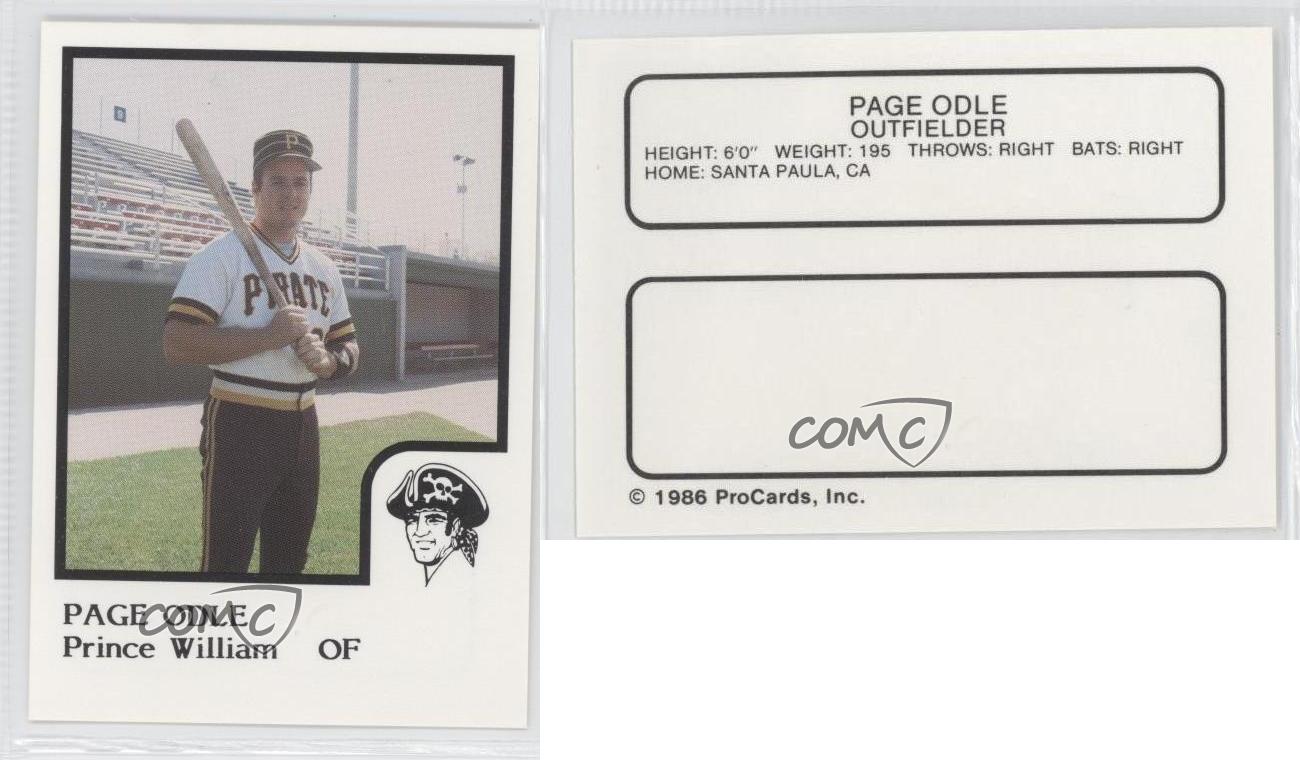 P
PIRATE
PAGE ODLE
Prince William OF
COMC
PAGE ODLE
OUTFIELDER
HEIGHT: 6'0" WEIGHT: 195 THROWS: RIGHT BATS: RIGHT
HOME: SANTA PAULA, CA
COMC
© 1986 ProCards, Inc.